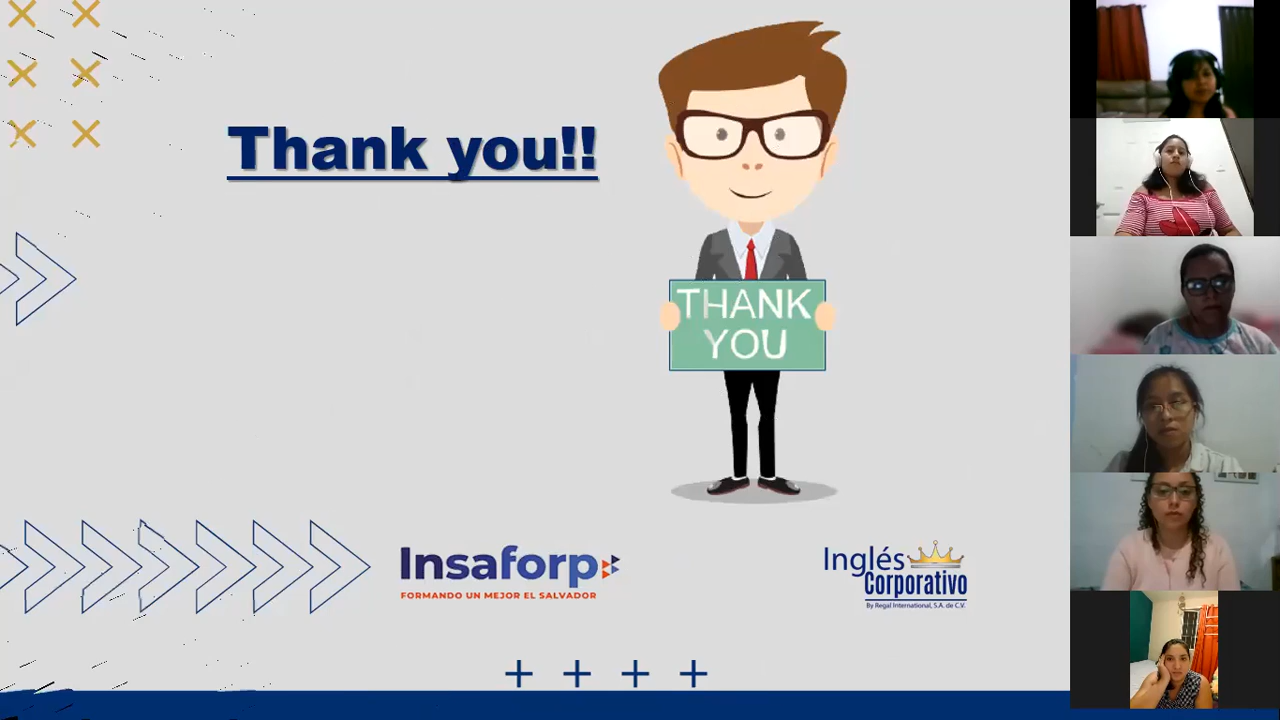 Thank you!!
THANK
YOU
Insaforp
FORMANDO UN MEJOR EL SALVADOR
Inglés
Corporativo
By Regal International, S.A. de C.V.